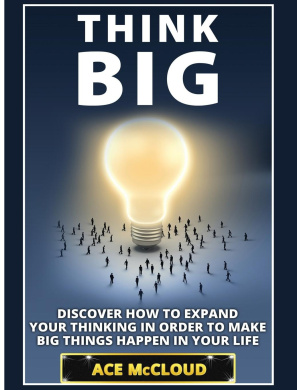 THINK
BIG
DISCOVER HOW TO EXPAND
YOUR THINKING IN ORDER TO MAKE
BIG THINGS HAPPEN IN YOUR LIFE
ACE McCLOUD